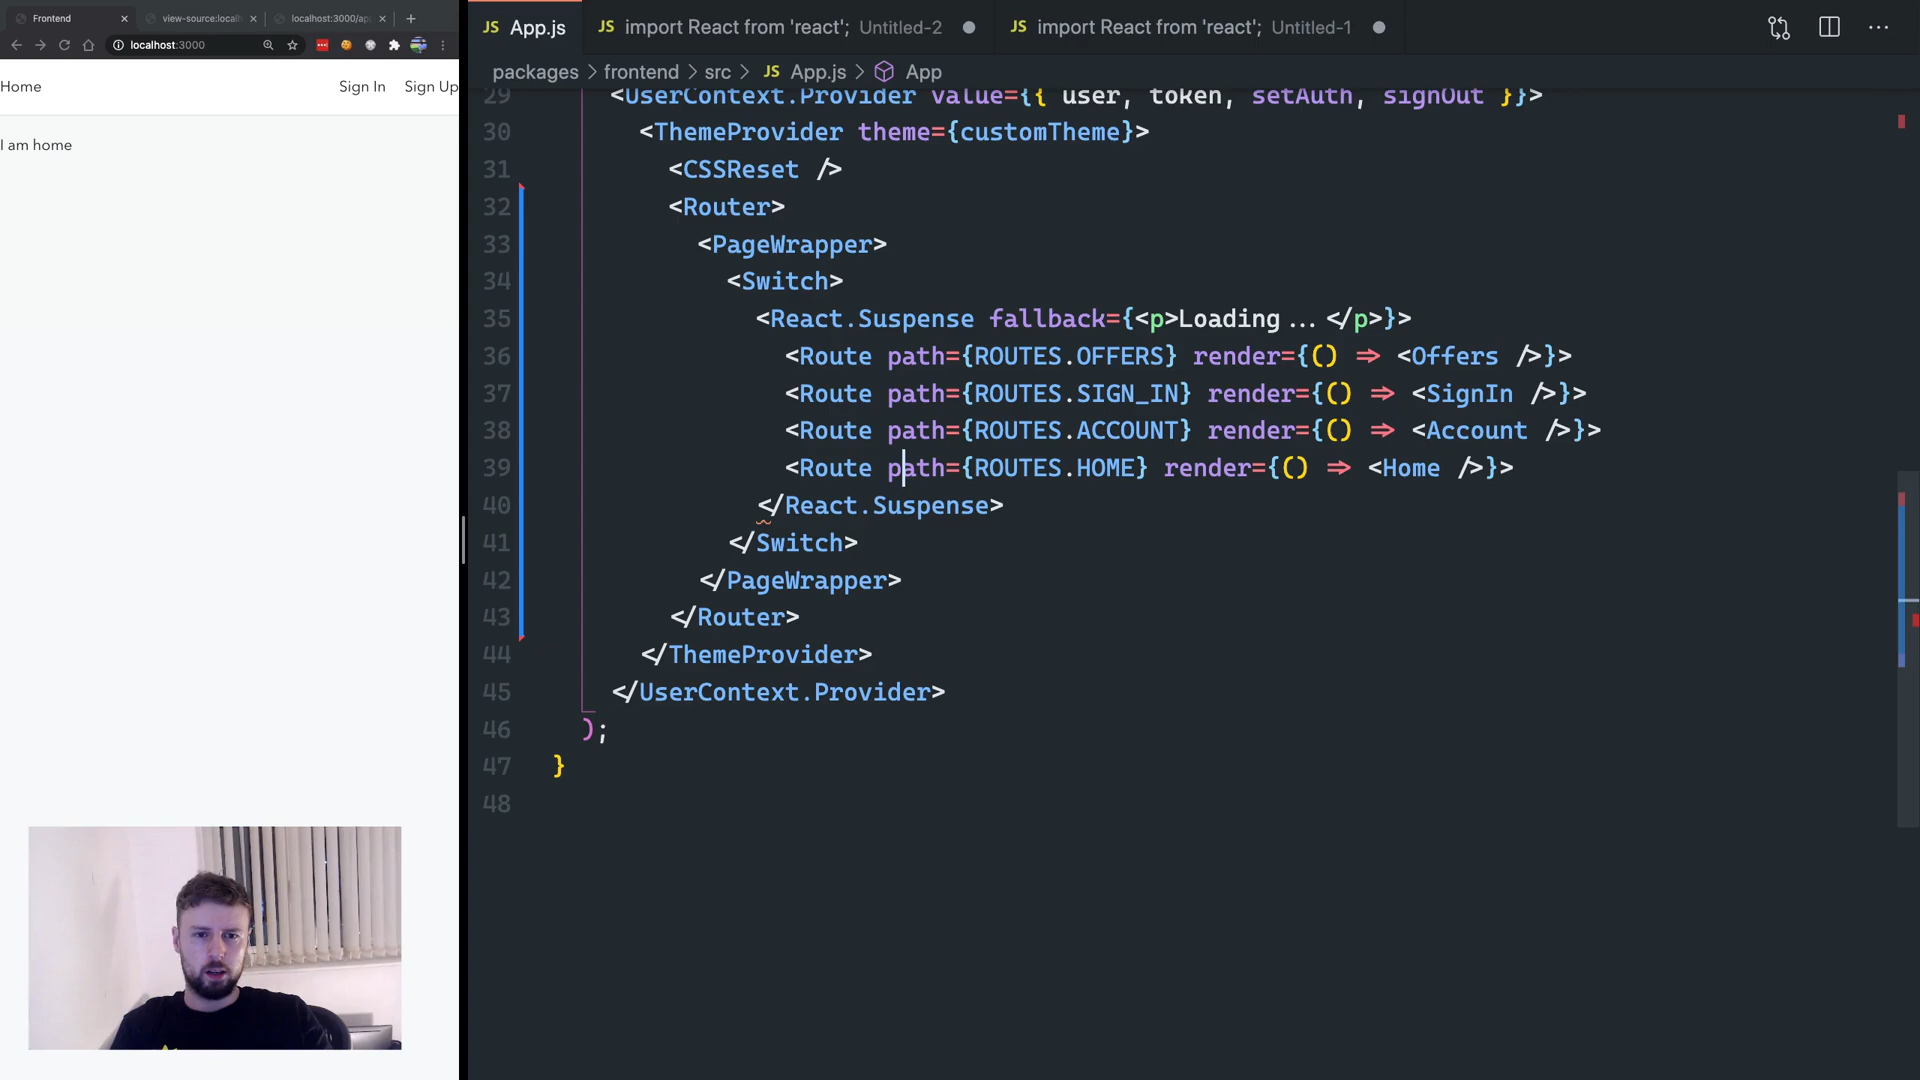 Frontend
view-source:local
localhost:3000/ap
localhost:3000
Home Sign In Sign Up
I am home
JS App.js
JS import React from 'react'; Untitled-2
JS import React from 'react'; Untitled-1
packages > frontend > src > JS App.js > App
29 <UserContext.Provider value={{ user, token, setAuth, signOut }}>
30 <ThemeProvider theme={customTheme}>
31 <CSSReset />
32 <Router>
33 <PageWrapper>
34 <Switch>
35 <React.Suspense fallback={<p>Loading...</p>}>
36 <Route path={ROUTES.OFFERS} render={() => <Offers />}>
37 <Route path={ROUTES.SIGN_IN} render={() => <SignIn />}>
38 <Route path={ROUTES.ACCOUNT} render={() => <Account />}>
39 <Route path={ROUTES.HOME} render={() => <Home />}>
40 </React.Suspense>
41 </Switch>
42 </PageWrapper>
43 </Router>
44 </ThemeProvider>
45 </UserContext.Provider>
46 );
47 }
48